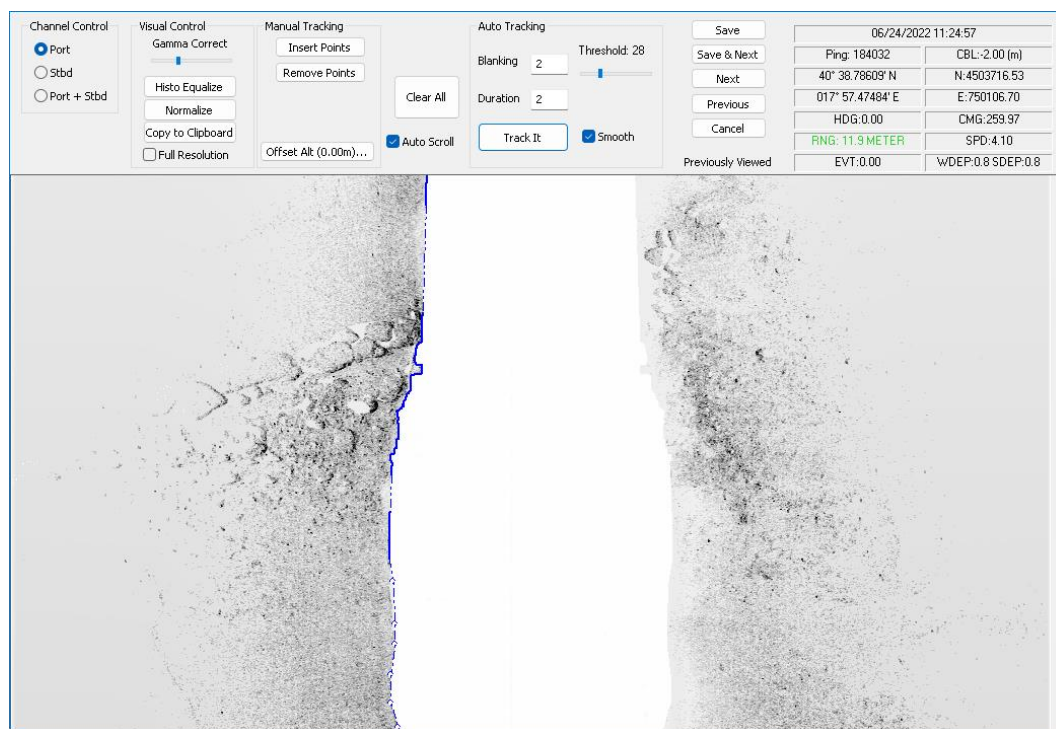 Channel Control
Port
Stbd
Port + Stbd
Visual Control
Gamma Correct
Histo Equalize
Normalize
Copy to Clipboard
Full Resolution
Manual Tracking
Insert Points
Remove Points
Offset Alt (0.00m)...
Clear All
Auto Scroll
Auto Tracking
Blanking 2
Threshold: 28
Duration 2
Track It
Smooth
Save
Save & Next
Next
Previous
Cancel
Previously Viewed
06/24/2022 11:24:57
Ping: 184032 CBL:-2.00 (m)
40° 38.78609' N N:4503716.53
017° 57.47484' E E:750106.70
HDG:0.00 CMG:259.97
RNG: 11.9 METER SPD:4.10
EVT:0.00 WDEP:0.8 SDEP:0.8